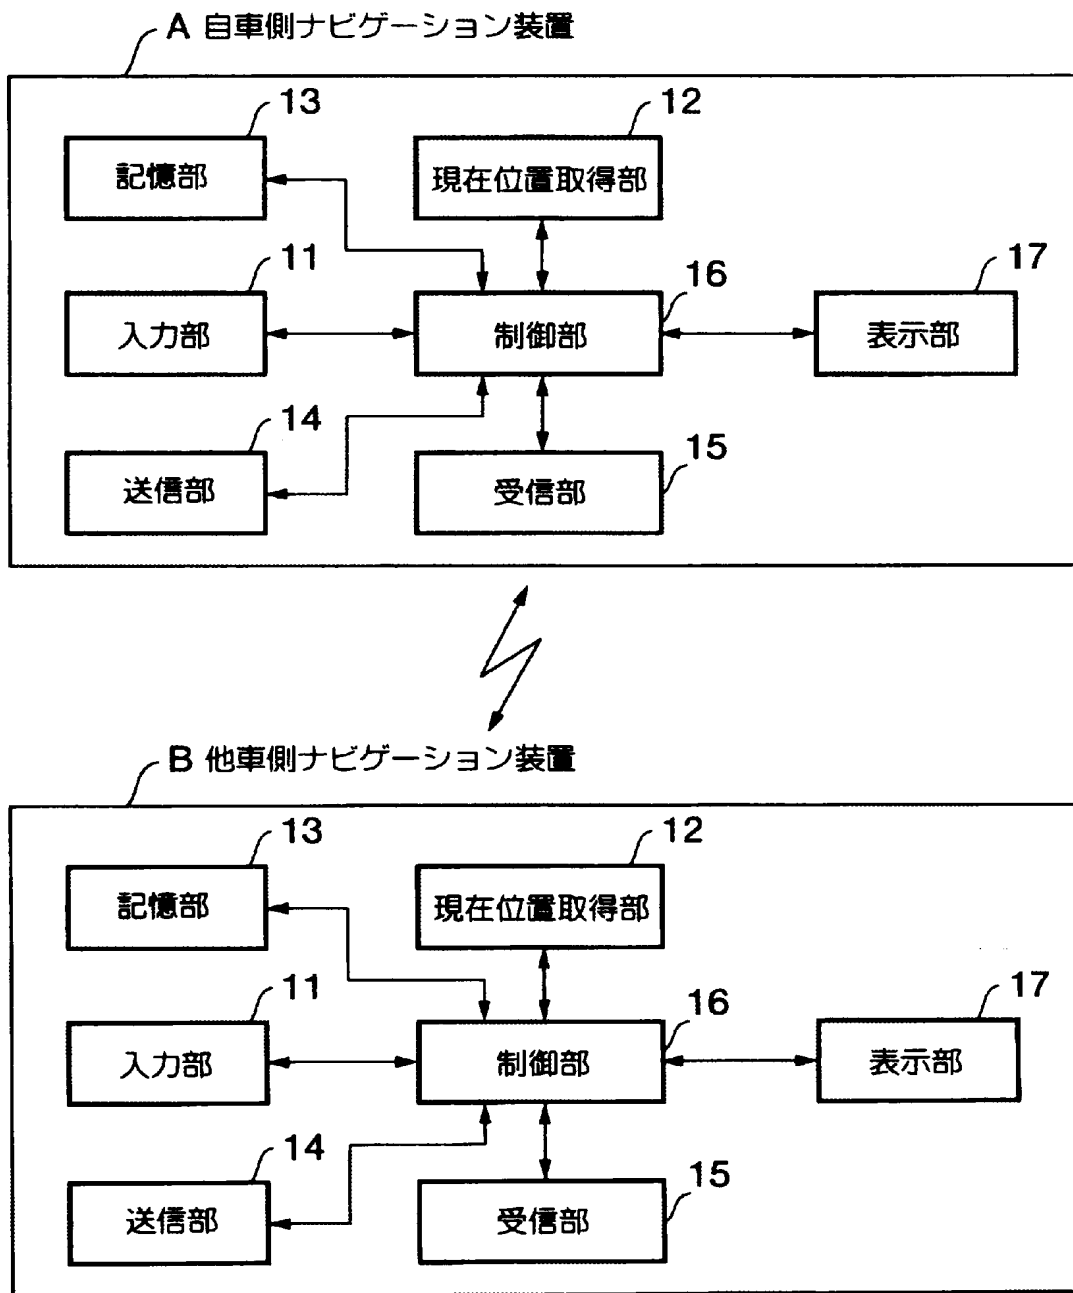 A 自車側ナビゲーション装置
13
12
記憶部
現在位置取得部
11
16
17
入力部
制御部
表示部
14
15
送信部
受信部
B 他車側ナビゲーション装置
13
12
記憶部
現在位置取得部
11
16
17
入力部
制御部
表示部
14
15
送信部
受信部